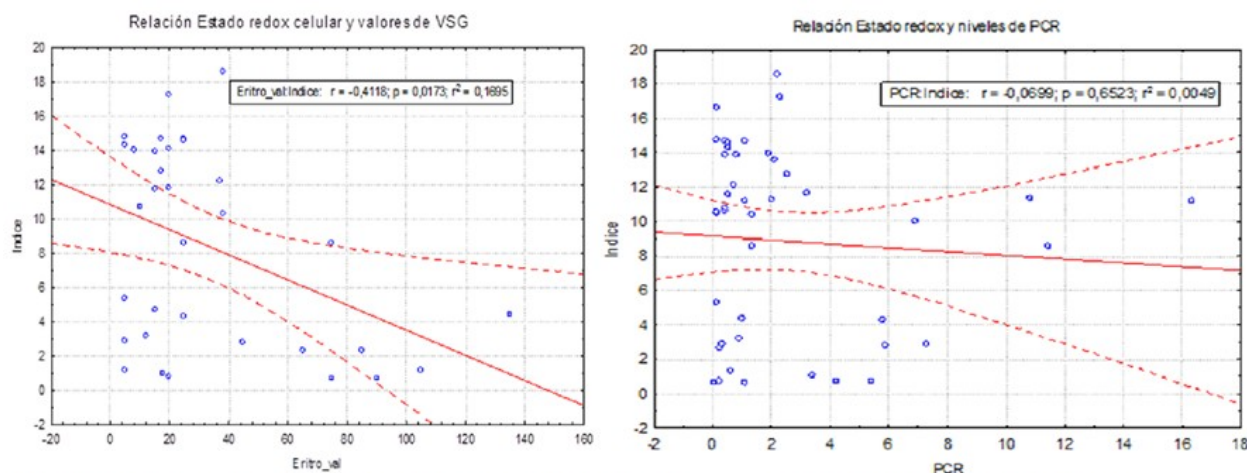 Relación Estado redox celular y valores de VSG
20
18
16
14
12
10
8
6
4
2
0
-2
Indice
Eritro_val:Indice: r = -0,4118; p = 0,0173; r² = 0,1695
-20 0 20 40 60 80 100 120 140 160
Eritro_val
Relación Estado redox y niveles de PCR
20
18
16
14
12
10
8
6
4
2
0
-2
Indice
PCR:Indice: r = -0,0699; p = 0,6523; r² = 0,0049
-2 0 2 4 6 8 10 12 14 16 18
PCR